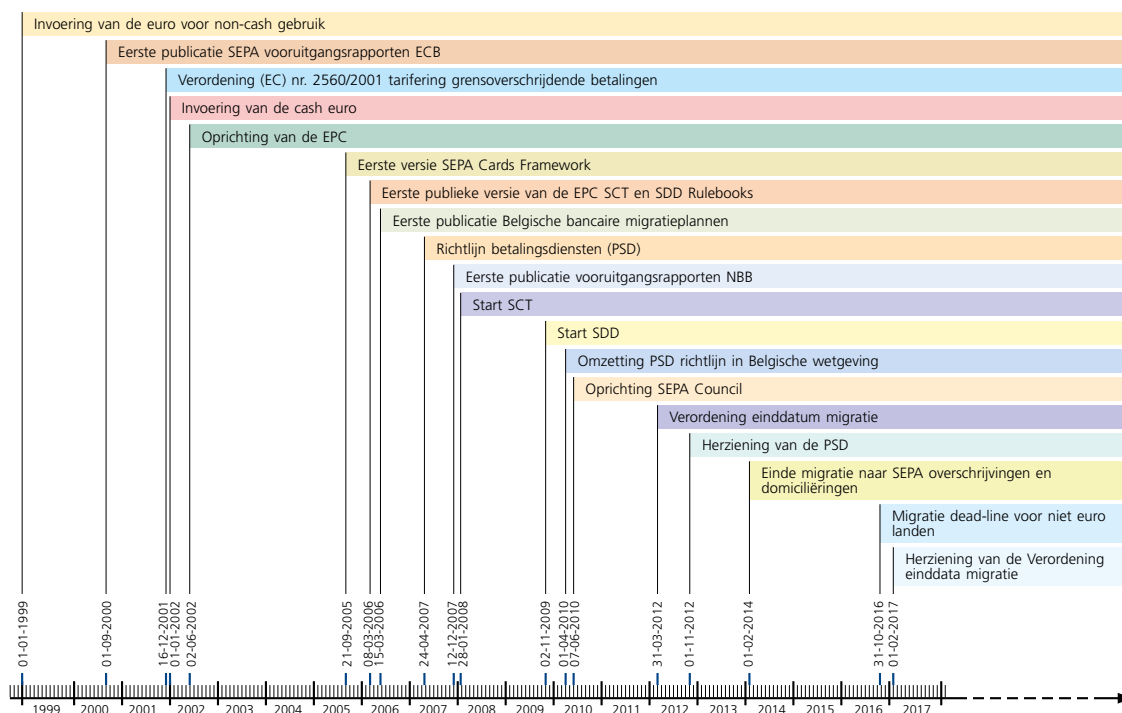 Invoering van de euro voor non-cash gebruik
Eerste publicatie SEPA vooruitgangsrapporten ECB
Verordening (EC) nr. 2560/2001 tarifering grensoverschrijdende betalingen
Invoering van de cash euro
Oprichting van de EPC
Eerste versie SEPA Cards Framework
Eerste publieke versie van de EPC SCT en SDD Rulebooks
Eerste publicatie Belgische bancaire migratieplannen
Richtlijn betalingsdiensten (PSD)
Eerste publicatie vooruitgangsrapporten NBB
Start SCT
Start SDD
Omzetting PSD richtlijn in Belgische wetgeving
Oprichting SEPA Council
Verordening einddatum migratie
Herziening van de PSD
Einde migratie naar SEPA overschrijvingen en
domiciliëringen
Migratie dead-line voor niet euro
landen
Herziening van de Verordening
einddata migratie
01-01-1999
01-09-2000
16-12-2001
01-01-2002
02-06-2002
21-09-2005
08-03-2006
15-03-2006
24-04-2007
12-12-2007
28-01-2008
02-11-2009
01-04-2010
07-06-2010
31-03-2012
01-11-2012
01-02-2014
31-10-2016
01-02-2017
1999 2000 2001 2002 2003 2004 2005 2006 2007 2008 2009 2010 2011 2012 2013 2014 2015 2016 2017